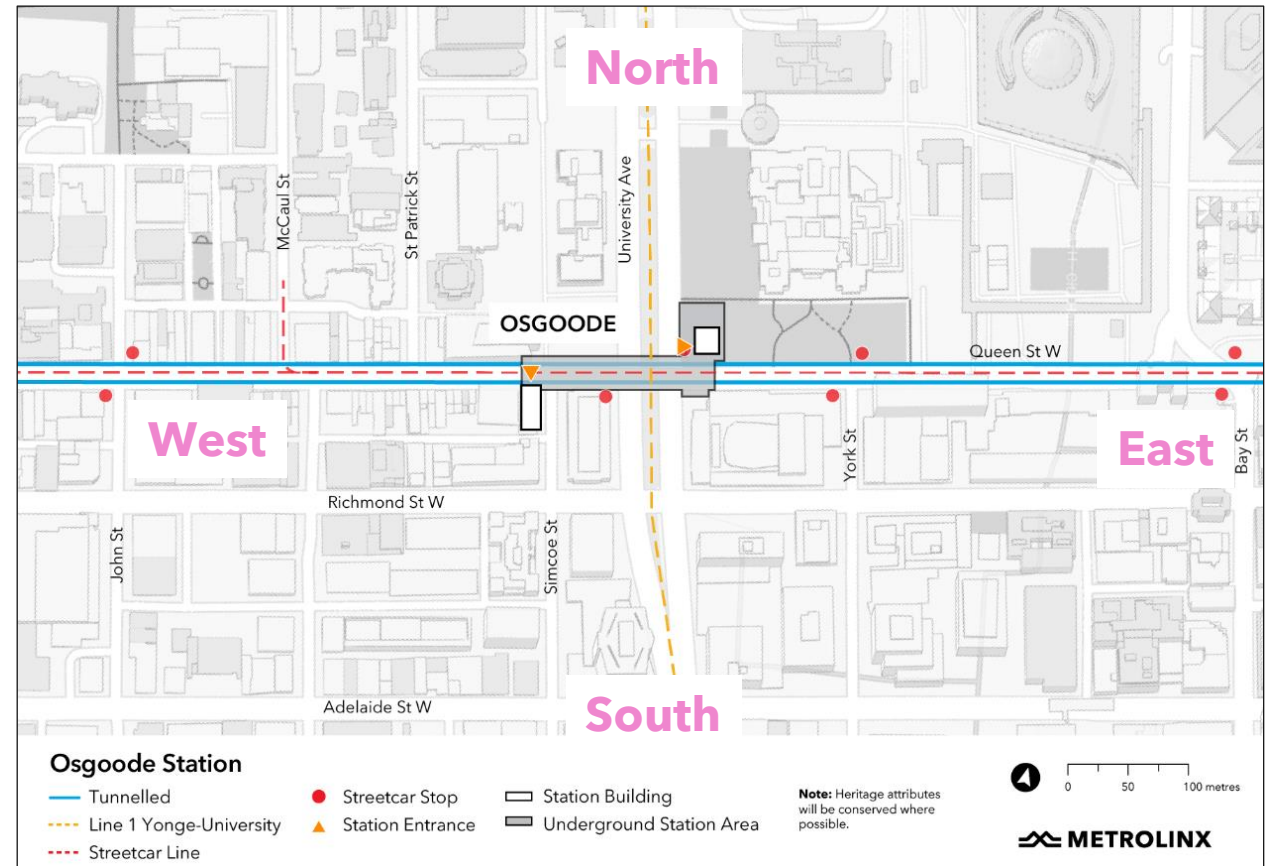 North
University Ave
McCaul St
St Patrick St
OSGOODE
Queen St W
West
East
Bay St
York St
Richmond St W
John St
Simcoe St
South
Adelaide St W
Osgoode Station
Tunnelled
Line 1 Yonge-University
Streetcar Line
Streetcar Stop
Station Entrance
Station Building
Underground Station Area
Note: Heritage attributes
will be conserved where
possible.
0 50 100 metres
METROLINX